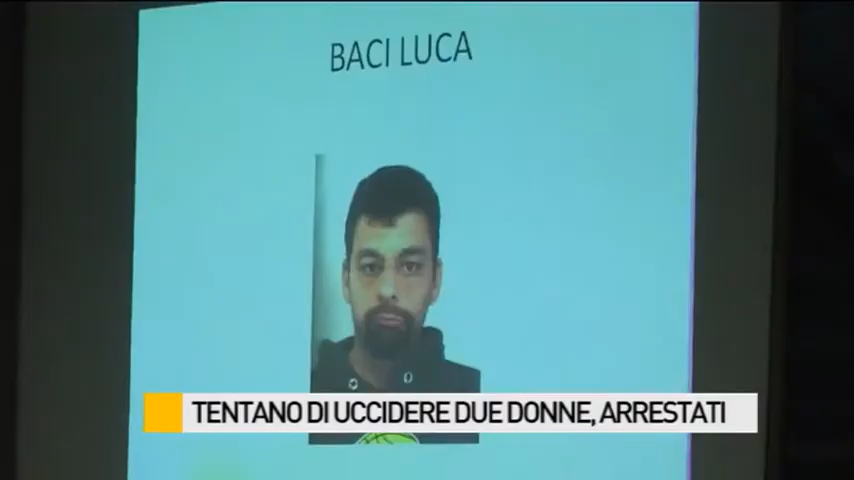 BACI LUCA
TENTANO DI UCCIDERE DUE DONNE, ARRESTATI